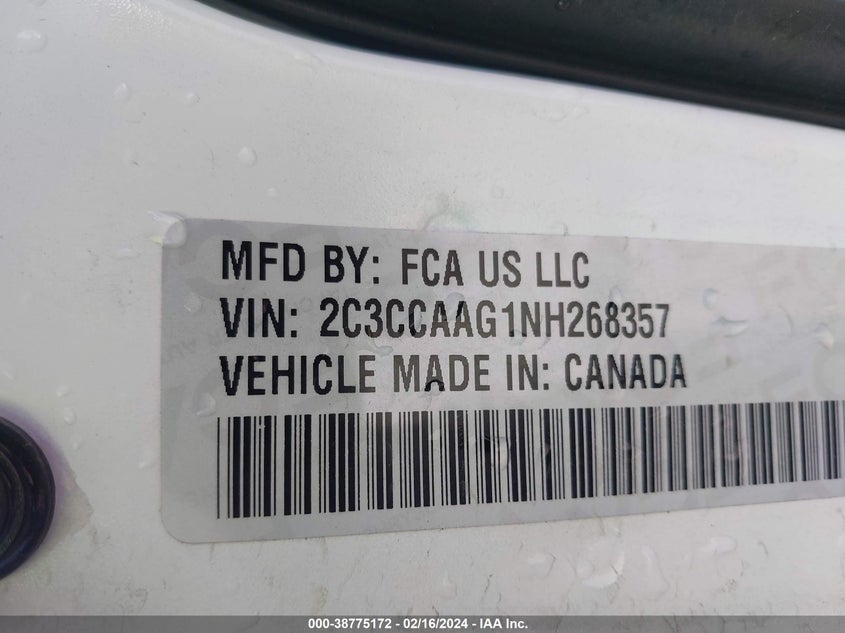 MFD BY: FCA US LLC
VIN: 2C3CCAAG1NH268357
VEHICLE MADE IN: CANADA
000-38775172 - 02/16/2024 - IAA Inc.